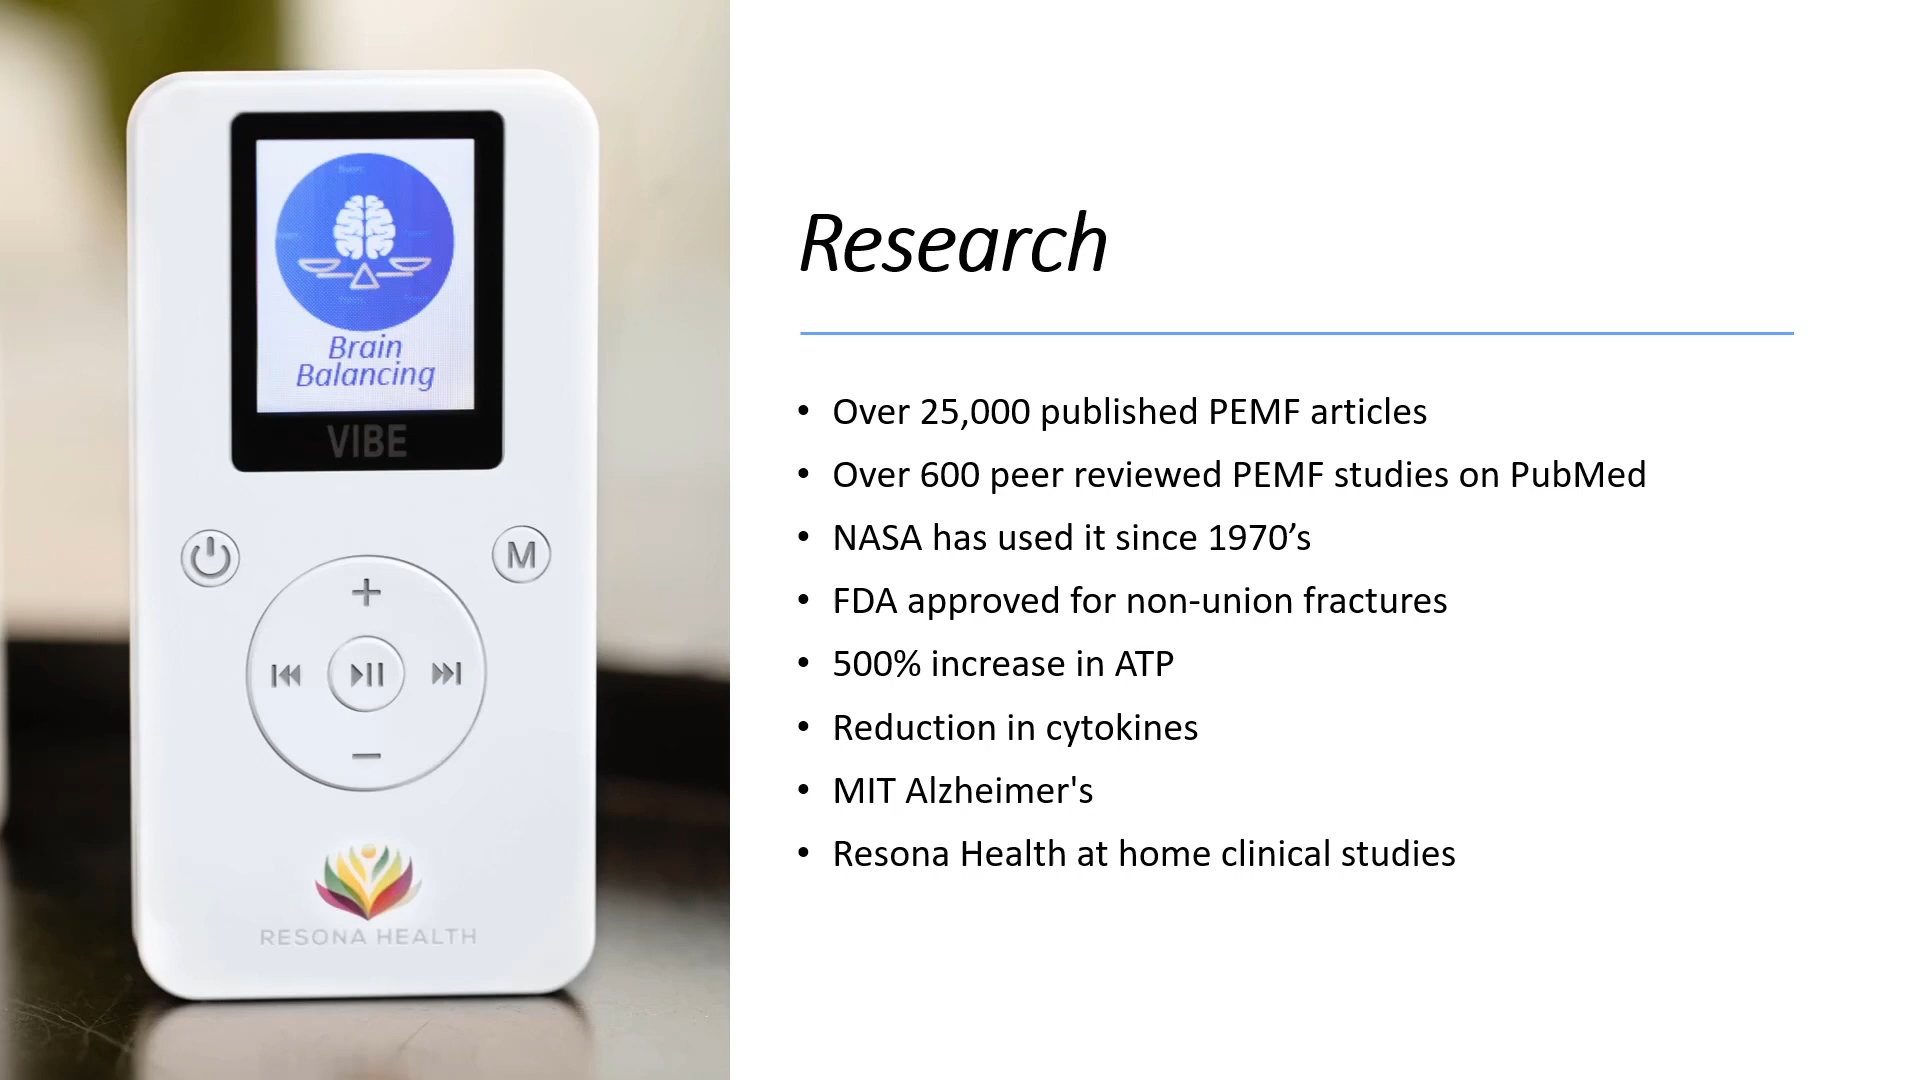 Brain
Balancing
VIBE
M
RESONA HEALTH
Research
• Over 25,000 published PEMF articles
• Over 600 peer reviewed PEMF studies on PubMed
• NASA has used it since 1970’s
• FDA approved for non-union fractures
• 500% increase in ATP
• Reduction in cytokines
• MIT Alzheimer's
• Resona Health at home clinical studies